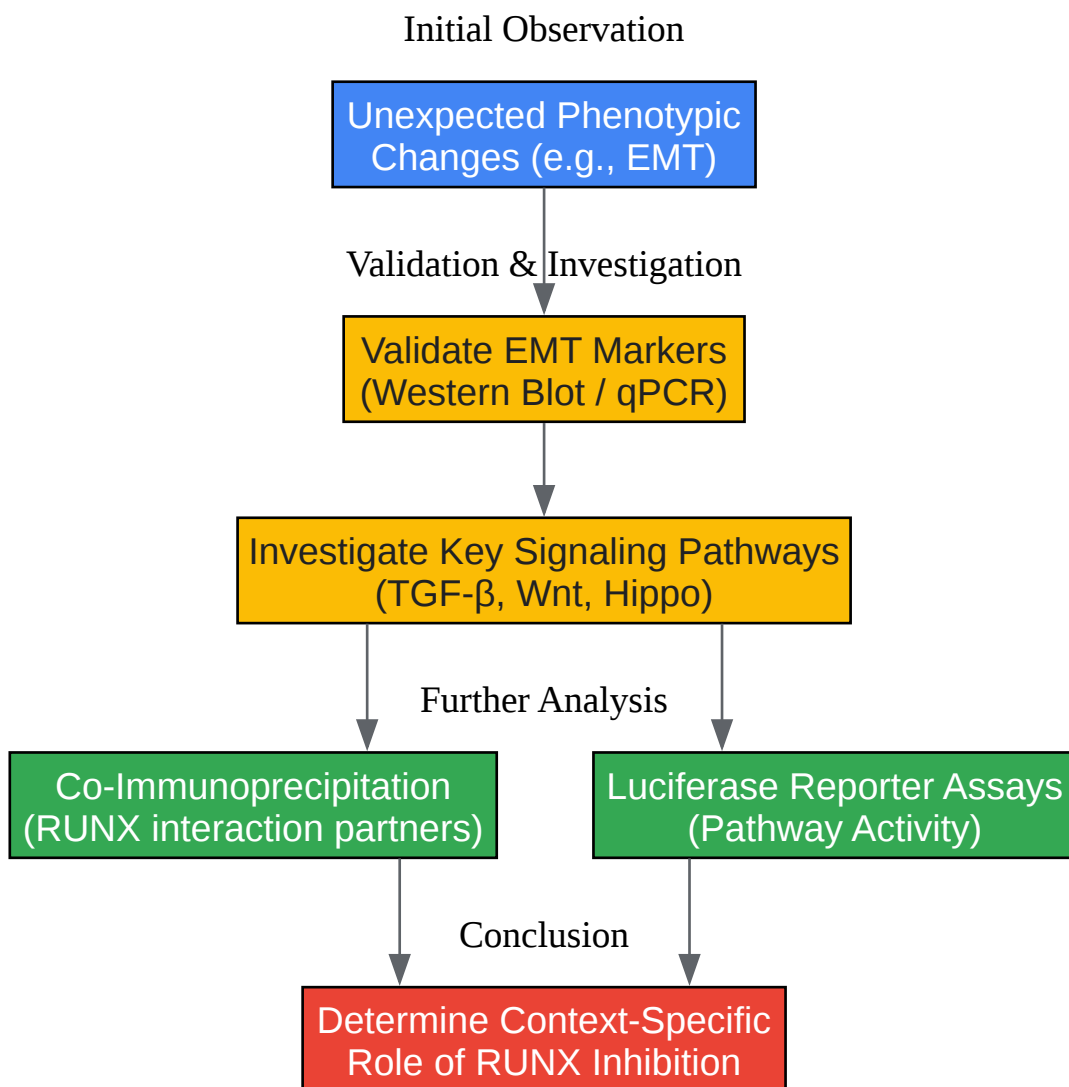 Initial Observation
Unexpected Phenotypic
Changes (e.g., EMT)
Validation & Investigation
Validate EMT Markers
(Western Blot / qPCR)
Investigate Key Signaling Pathways
(TGF-β, Wnt, Hippo)
Further Analysis
Co-Immunoprecipitation
(RUNX interaction partners)
Luciferase Reporter Assays
(Pathway Activity)
Conclusion
Determine Context-Specific
Role of RUNX Inhibition